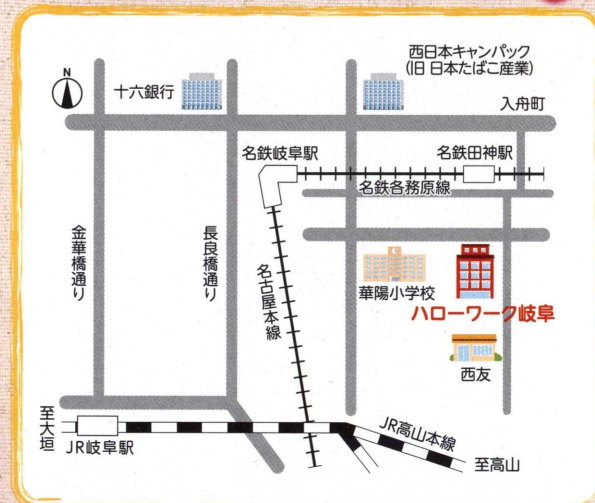 西日本キャンパック
(旧 日本たばこ産業)
N
十六銀行
入舟町
名鉄岐阜駅
名鉄田神駅
名鉄各務原線
金華橋通り
長良橋通り
名古屋本線
華陽小学校
ハローワーク岐阜
西友
至大垣
JR岐阜駅
JR高山本線
至高山